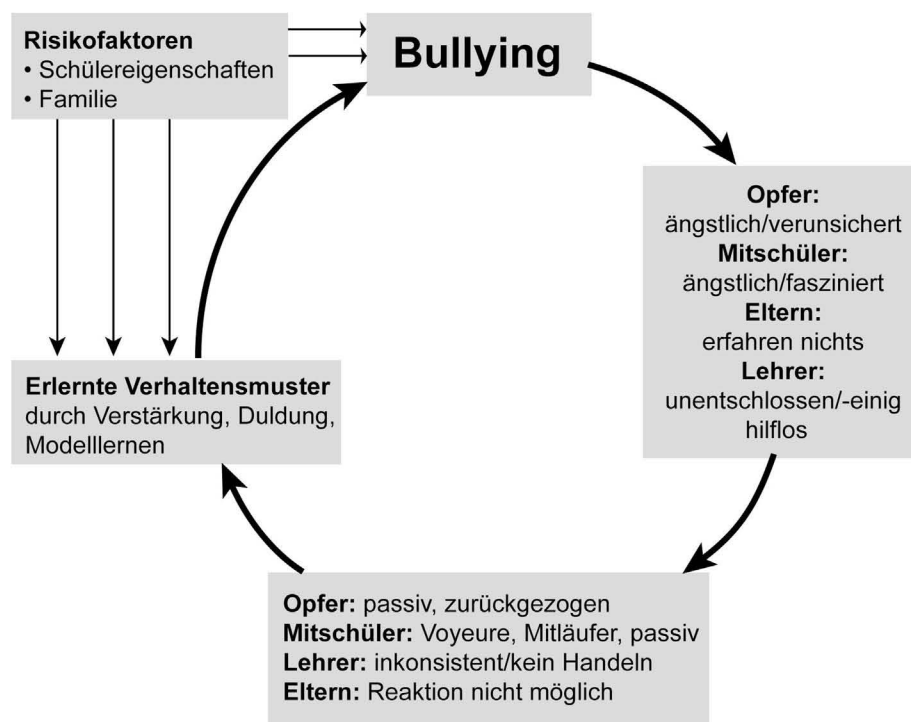 Risikofaktoren
• Schülereigenschaften
• Familie
Bullying
Opfer:
ängstlich/verunsichert
Mitschüler:
ängstlich/fasziniert
Eltern:
erfahren nichts
Lehrer:
unentschlossen/-einig
hilflos
Opfer: passiv, zurückgezogen
Mitschüler: Voyeure, Mitläufer, passiv
Lehrer: inkonsistent/kein Handeln
Eltern: Reaktion nicht möglich
Erlernte Verhaltensmuster
durch Verstärkung, Duldung,
Modelllernen